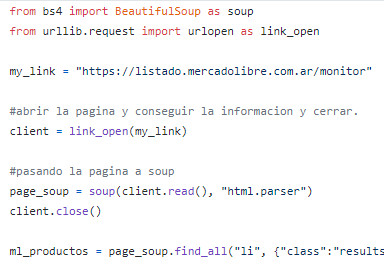 from bs4 import BeautifulSoup as soup
from urllib.request import urlopen as link_open
my_link = "https://listado.mercadolibre.com.ar/monitor"
#abrir la pagina y conseguir la informacion y cerrar.
client = link_open(my_link)
#pasando la pagina a soup
page_soup = soup(client.read(), "html.parser")
client.close()
ml_productos = page_soup.find_all("li", {"class":"results